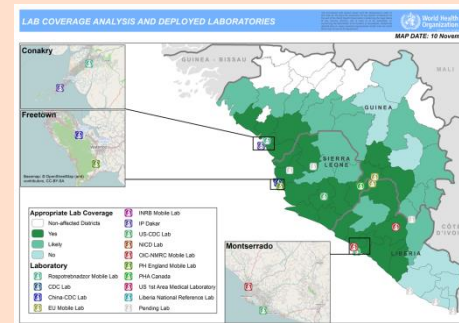 LAB COVERAGE ANALYSIS AND DEPLOYED LABORATORIES
World Health
Organization
MAP DATE: 10 Novem
Conakry
GUINEA - BISSAU
MALI
GUINEA
Freetown
SIERRA
LEONE
Appropriate Lab Coverage
Non-affected Districts
Yes
Likely
No
Laboratory
Rospotrebnadzor Mobile Lab
CDC Lab
China-CDC Lab
EU Mobile Lab
INRB Mobile Lab
IP Dakar
US-CDC Lab
NICD Lab
OIC-NMRC Mobile Lab
PH England Mobile Lab
PHA Canada
US 1st Area Medical Laboratory
Liberia National Reference Lab
Pending Lab
Montserrado
LIBERIA
CÔTE
D'IVO